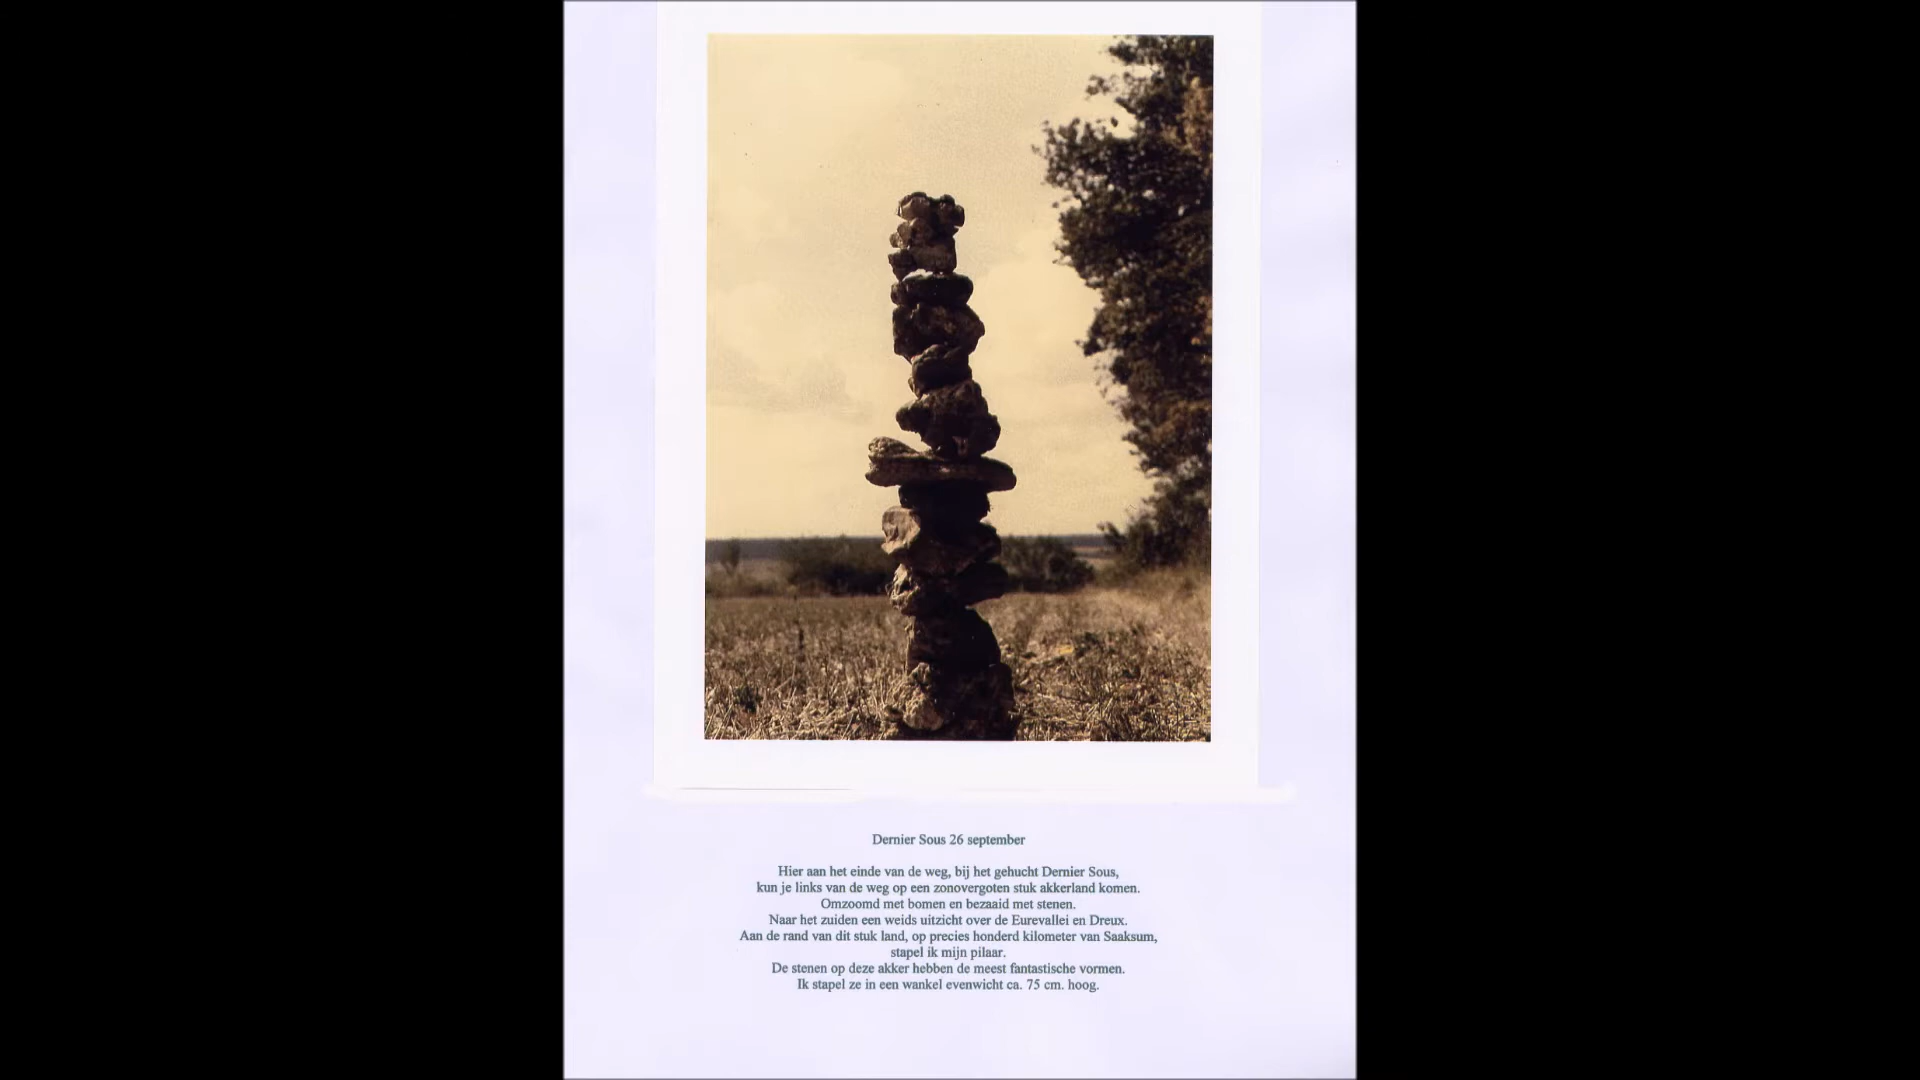 Dernier Sous 26 september
Hier aan het einde van de weg, bij het gehucht Dernier Sous,
kun je links van de weg op een zonovergoten stuk akkerland komen.
Omzoomd met bomen en bezaaid met stenen.
Naar het zuiden een weids uitzicht over de Eurevallei en Dreux.
Aan de rand van dit stuk land, op precies honderd kilometer van Saaksum,
stapel ik mijn pilaar.
De stenen op deze akker hebben de meest fantastische vormen.
Ik stapel ze in een wankel evenwicht ca. 75 cm. hoog.